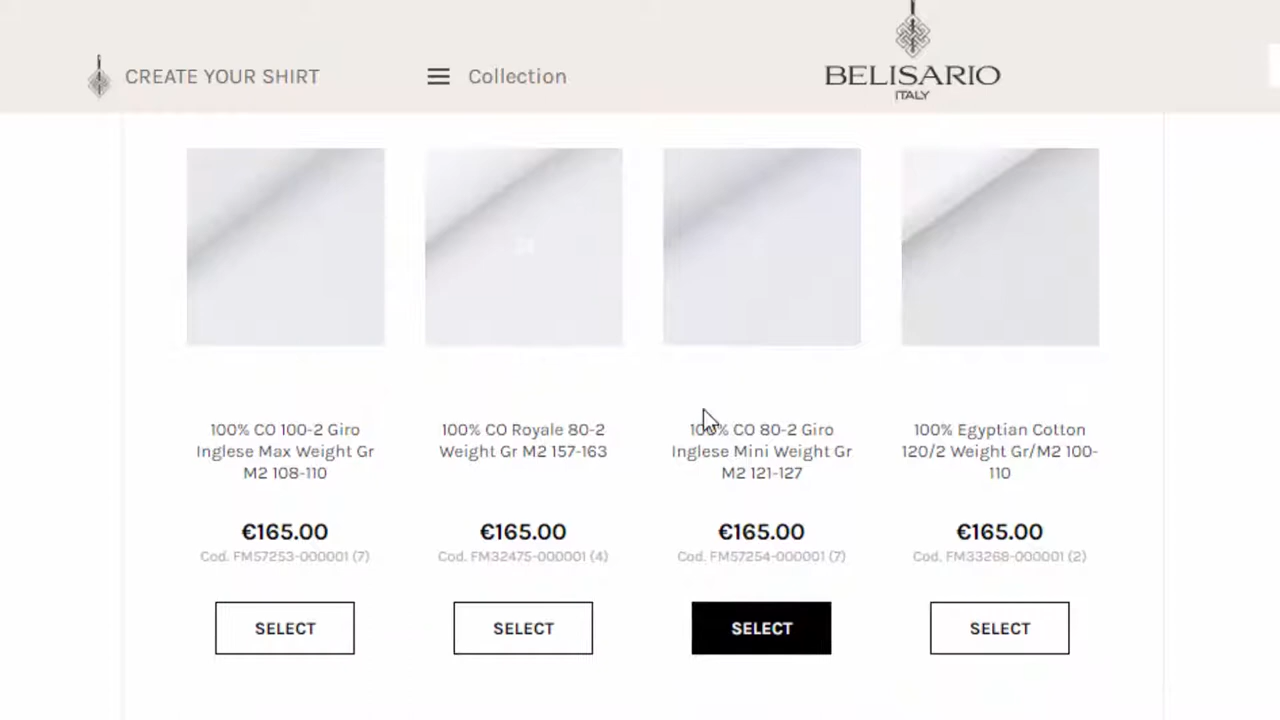 CREATE YOUR SHIRT
Collection
BELISARIO
ITALY
100% CO 100-2 Giro
Inglese Max Weight Gr
M2 108-110
€165.00
Cod. FM57253-000001 (7)
SELECT
100% CO Royale 80-2
Weight Gr M2 157-163
€165.00
Cod. FM32475-000001 (4)
SELECT
100% CO 80-2 Giro
Inglese Mini Weight Gr
M2 121-127
€165.00
Cod. FM57254-000001 (7)
SELECT
100% Egyptian Cotton
120/2 Weight Gr/M2 100-
110
€165.00
Cod. FM33268-000001 (2)
SELECT